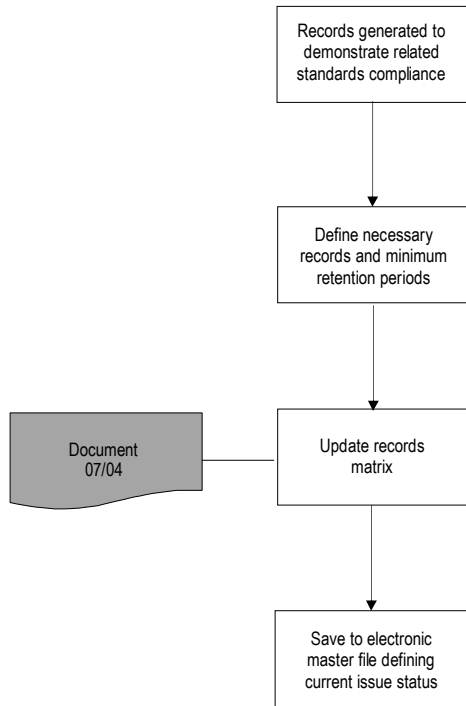 Records generated to
demonstrate related
standards compliance
Define necessary
records and minimum
retention periods
Document
07/04
Update records
matrix
Save to electronic
master file defining
current issue status